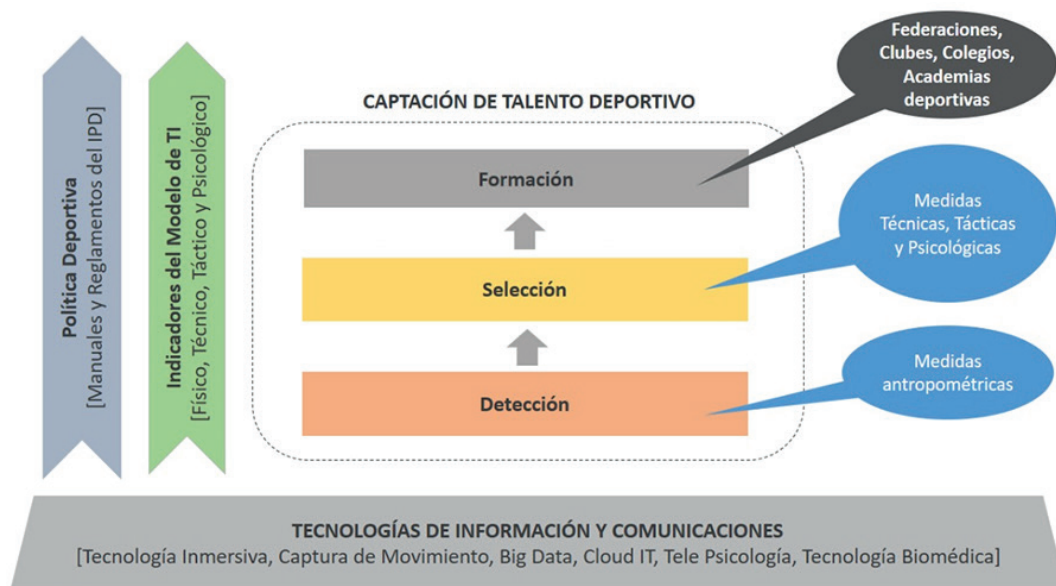 Política Deportiva
[Manuales y Reglamentos del IPD]
Indicadores del Modelo de TI
[Físico, Técnico, Táctico y Psicológico]
CAPTACIÓN DE TALENTO DEPORTIVO
Formación
Selección
Detección
Federaciones,
Clubes, Colegios,
Academias
deportivas
Medidas
Técnicas, Tácticas
y Psicológicas
Medidas
antropométricas
TECNOLOGÍAS DE INFORMACIÓN Y COMUNICACIONES
[Tecnología Inmersiva, Captura de Movimiento, Big Data, Cloud IT, Tele Psicología, Tecnología Biomédica]